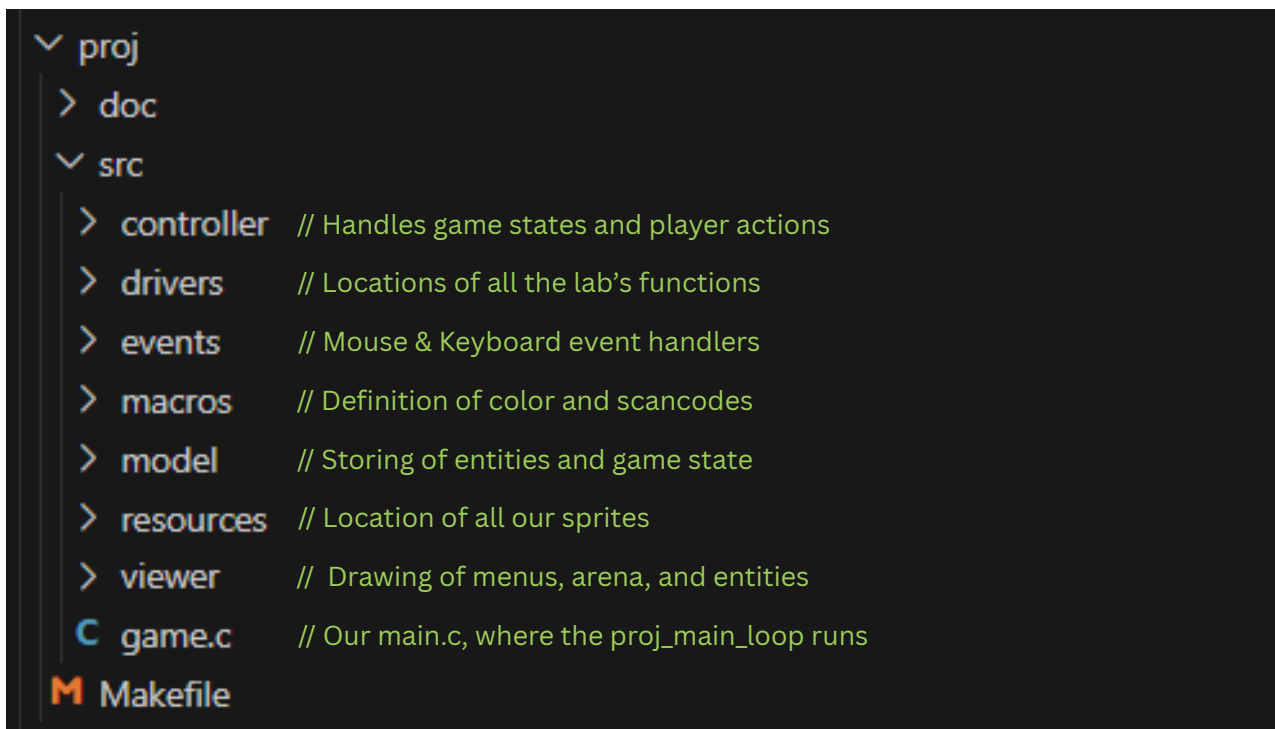 proj
doc
src
controller // Handles game states and player actions
drivers // Locations of all the lab’s functions
events // Mouse & Keyboard event handlers
macros // Definition of color and scancodes
model // Storing of entities and game state
resources // Location of all our sprites
viewer // Drawing of menus, arena, and entities
C game.c // Our main.c, where the proj_main_loop runs
M Makefile